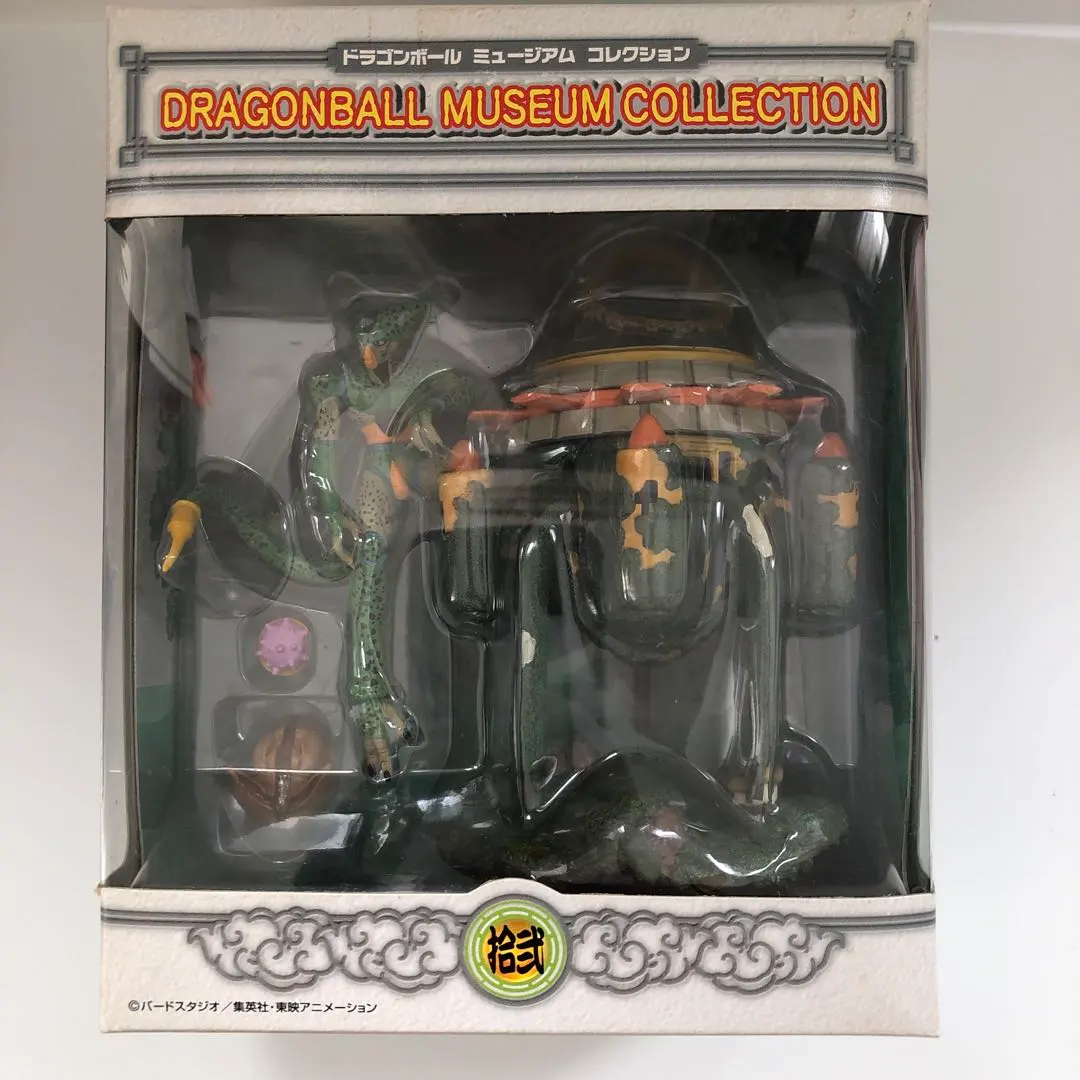 ドラゴンボール ミュージアム コレクション
DRAGONBALL MUSEUM COLLECTION
拾弐
©バードスタジオ／集英社・東映アニメーション